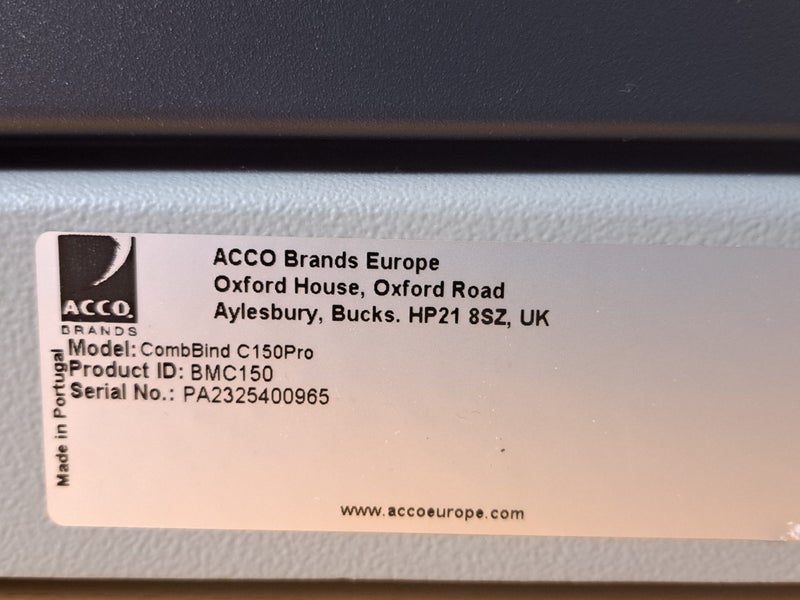 ACCO
BRANDS
ACCO Brands Europe
Oxford House, Oxford Road
Aylesbury, Bucks. HP21 8SZ, UK
Model: CombBind C150Pro
Product ID: BMC150
Serial No.: PA2325400965
Made in Portugal
www.accoeurope.com